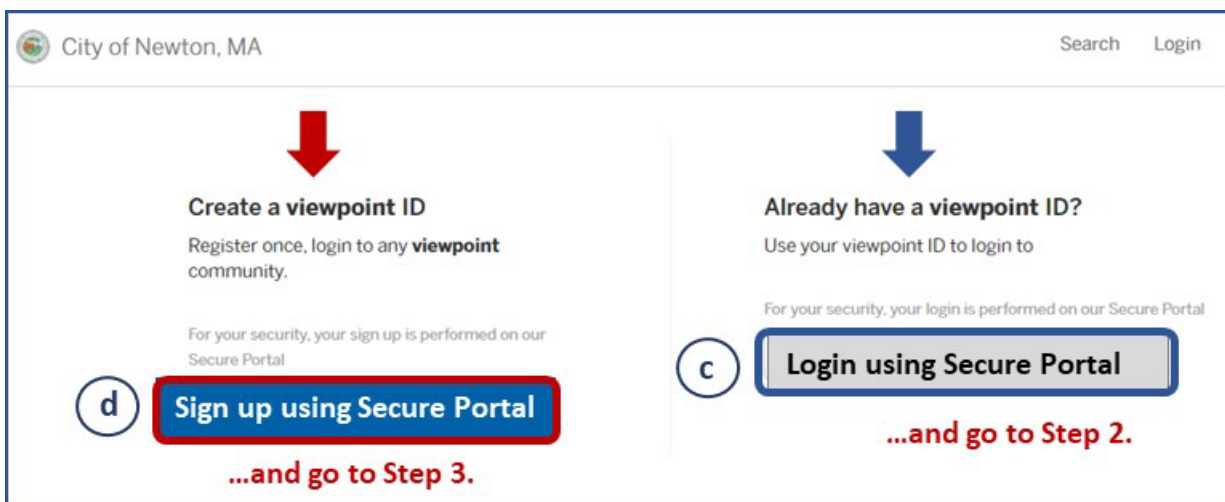 City of Newton, MA
Search Login
Create a viewpoint ID
Register once, login to any viewpoint
community.
For your security, your sign up is performed on our
Secure Portal
d
Sign up using Secure Portal
...and go to Step 3.
Already have a viewpoint ID?
Use your viewpoint ID to login to
For your security, your login is performed on our Secure Portal
c
Login using Secure Portal
...and go to Step 2.